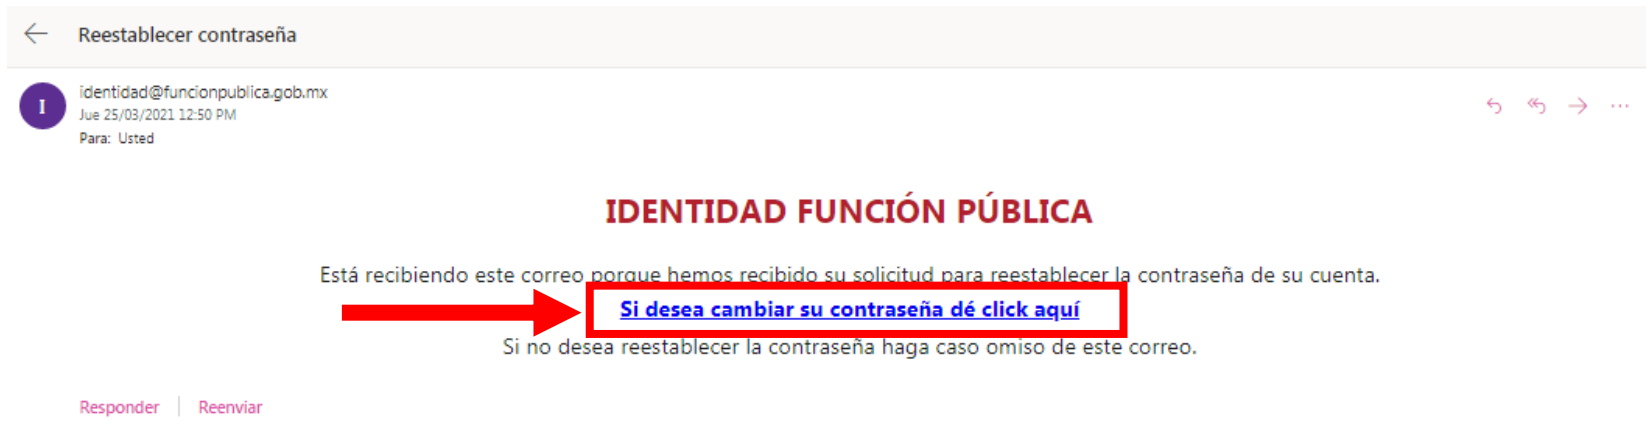 Reestablecer contraseña
I
identidad@funcionpublica.gob.mx
Jue 25/03/2021 12:50 PM
Para: Usted
IDENTIDAD FUNCIÓN PÚBLICA
Está recibiendo este correo porque hemos recibido su solicitud para reestablecer la contraseña de su cuenta.
Si desea cambiar su contraseña dé click aquí
Si no desea reestablecer la contraseña haga caso omiso de este correo.
Responder Reenviar